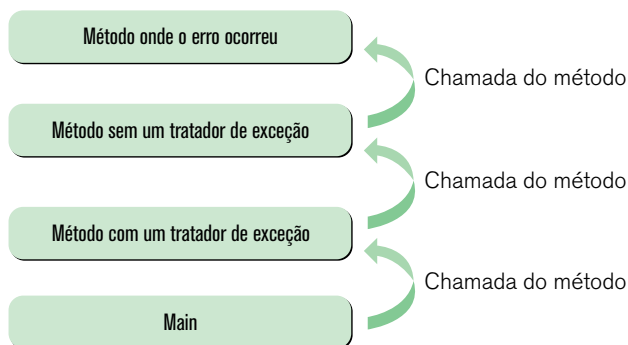 Método onde o erro ocorreu
Chamada do método
Método sem um tratador de exceção
Chamada do método
Método com um tratador de exceção
Chamada do método
Main